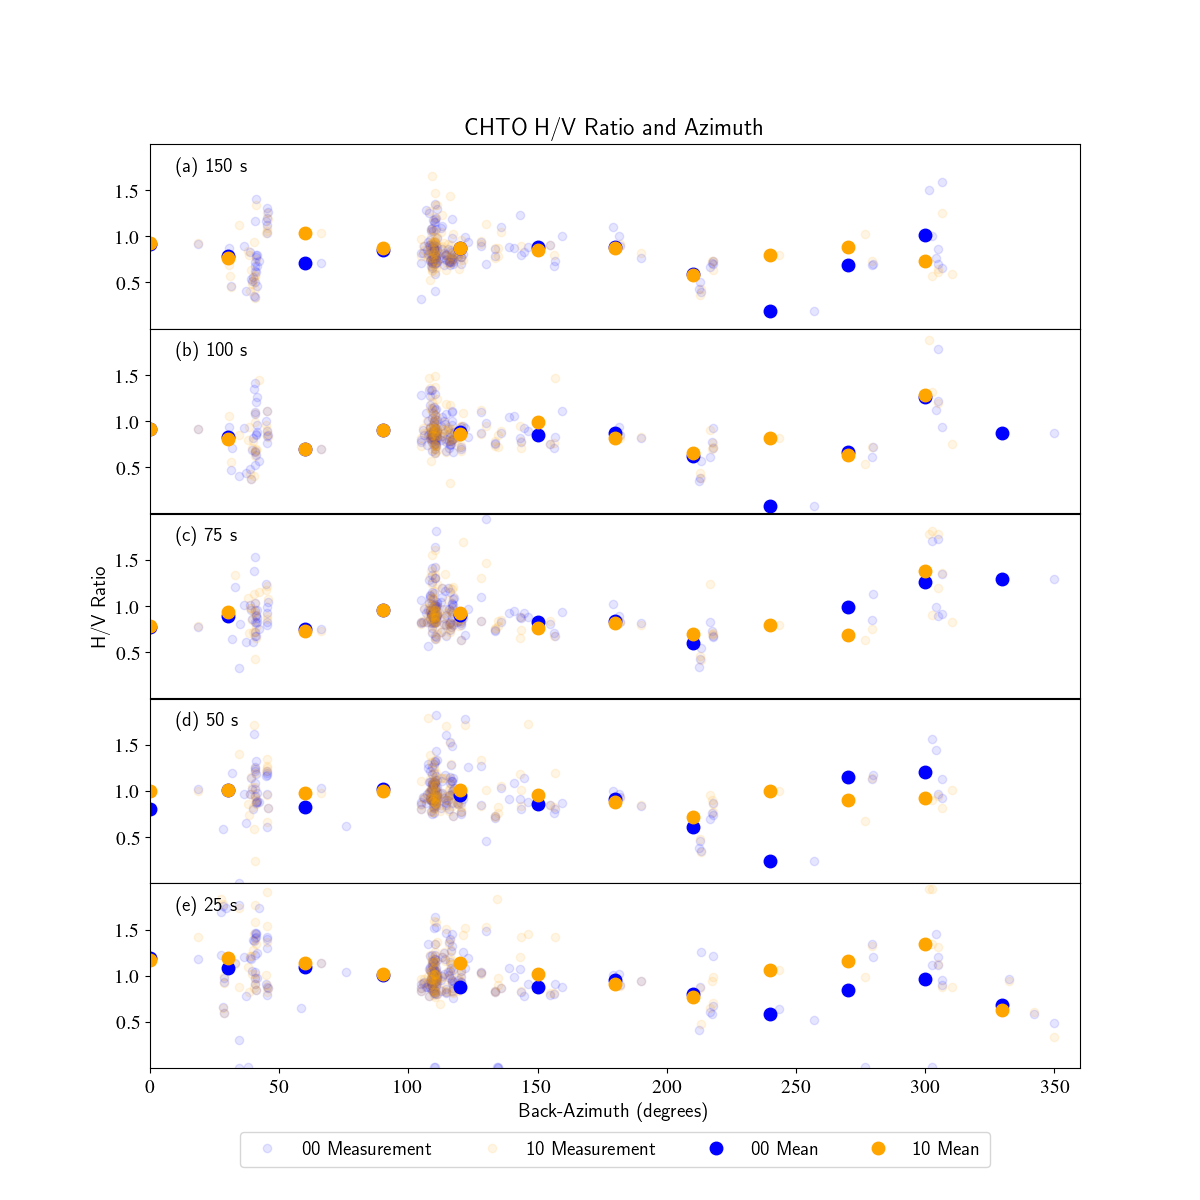 CHTO H/V Ratio and Azimuth
(a) 150 s
1.5
1.0
0.5
(b) 100 s
1.5
1.0
0.5
(c) 75 s
1.5
1.0
0.5
H/V Ratio
(d) 50 s
1.5
1.0
0.5
(e) 25 s
1.5
1.0
0.5
0 50 100 150 200 250 300 350
Back-Azimuth (degrees)
00 Measurement 10 Measurement 00 Mean 10 Mean